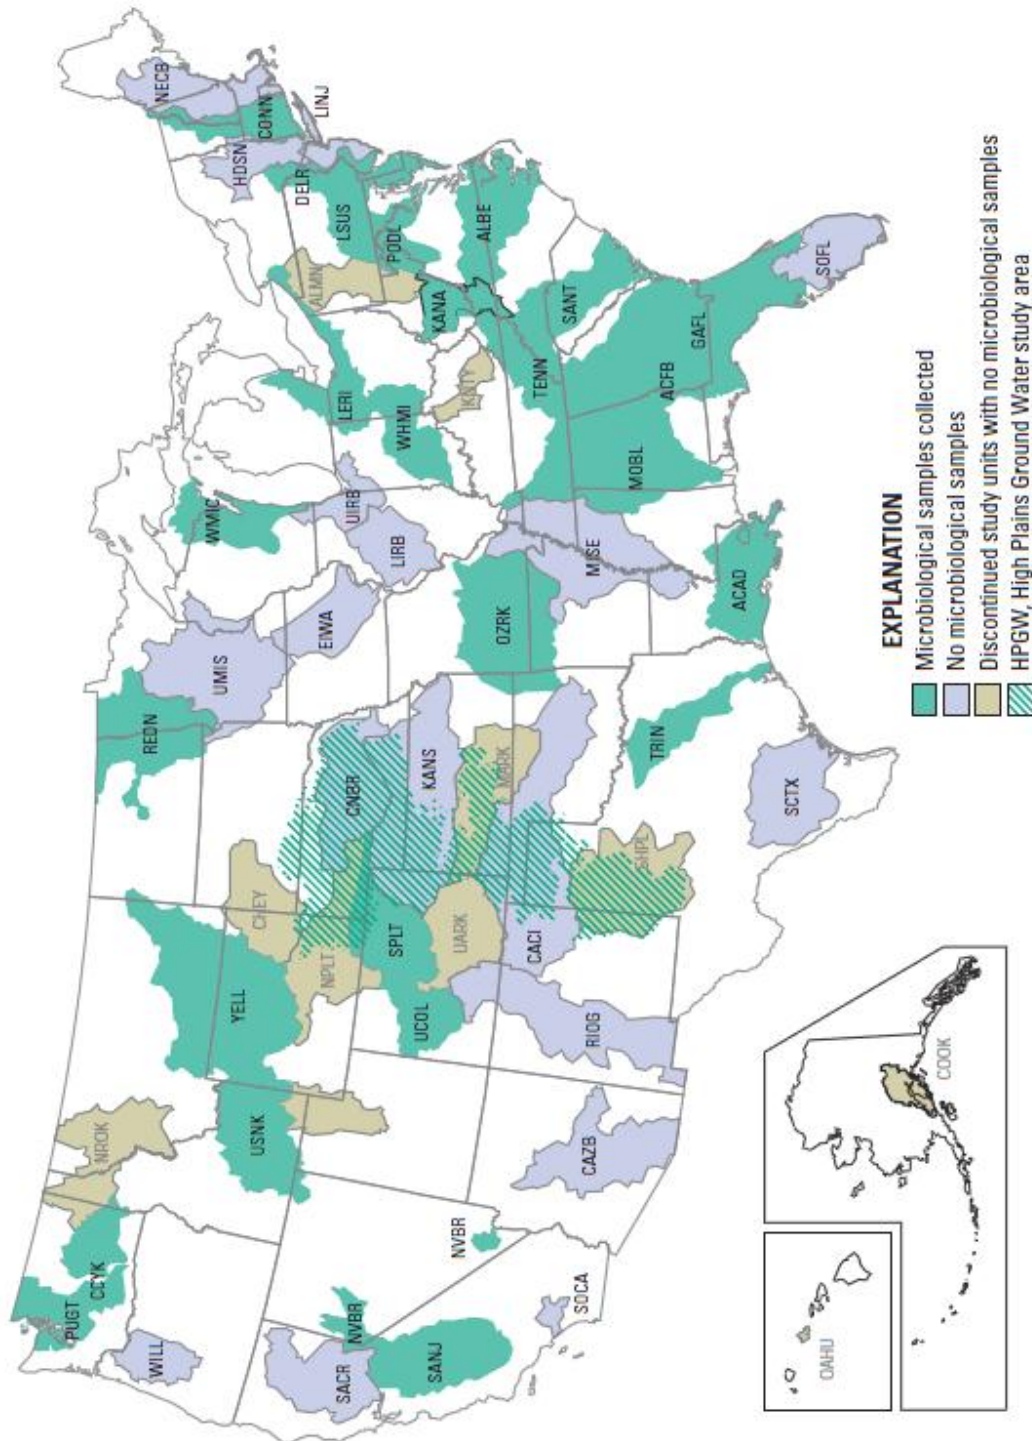 PUGT
CCYK
NROK
WILL
USNK
YELL
REDN
CHEY
NPLT
SACR
NVBR
SANJ
NVBR
SOCA
UCOL
SPLT
UARK
CAZB
RIOG
CACI
CNBR
KANS
MARK
SHPL
SCTX
TRIN
UMIS
EIWA
WMIC
UIRB
LIRB
OZRK
MISE
ACAD
LERI
WHMI
KNTY
TENN
MOBL
ACFB
GAFL
SOFL
SANT
ALBE
KANA
ALMN
PODL
LSUS
DELR
HDSN
CONN
NECB
LINJ
OAHU
COOK
EXPLANATION
Microbiological samples collected
No microbiological samples
Discontinued study units with no microbiological samples
HPGW, High Plains Ground Water study area